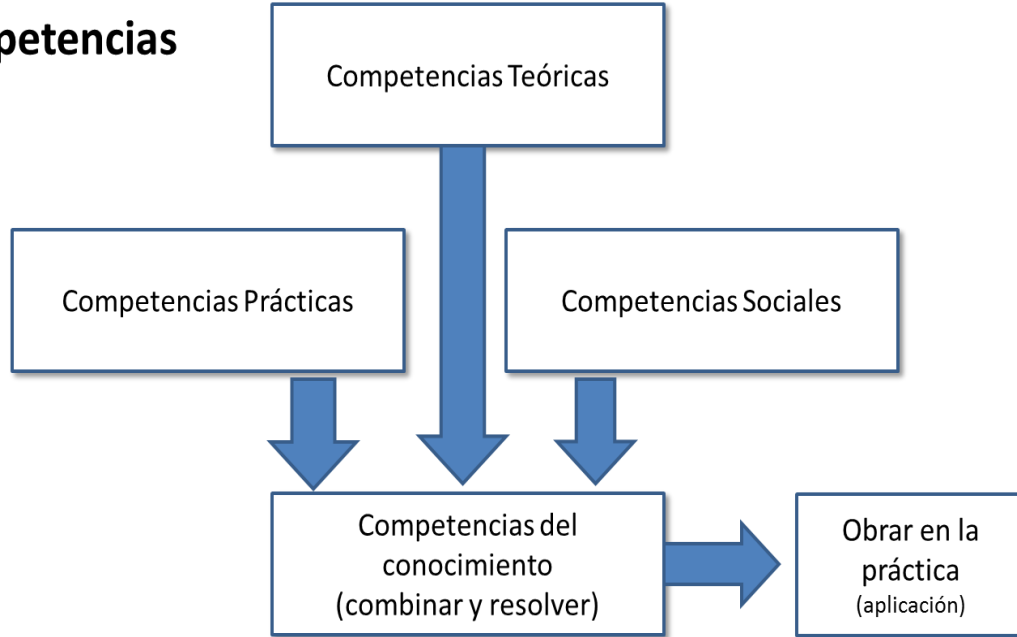 petencias
Competencias Teóricas
Competencias Prácticas
Competencias Sociales
Competencias del
conocimiento
(combinar y resolver)
Obrar en la
práctica
(aplicación)